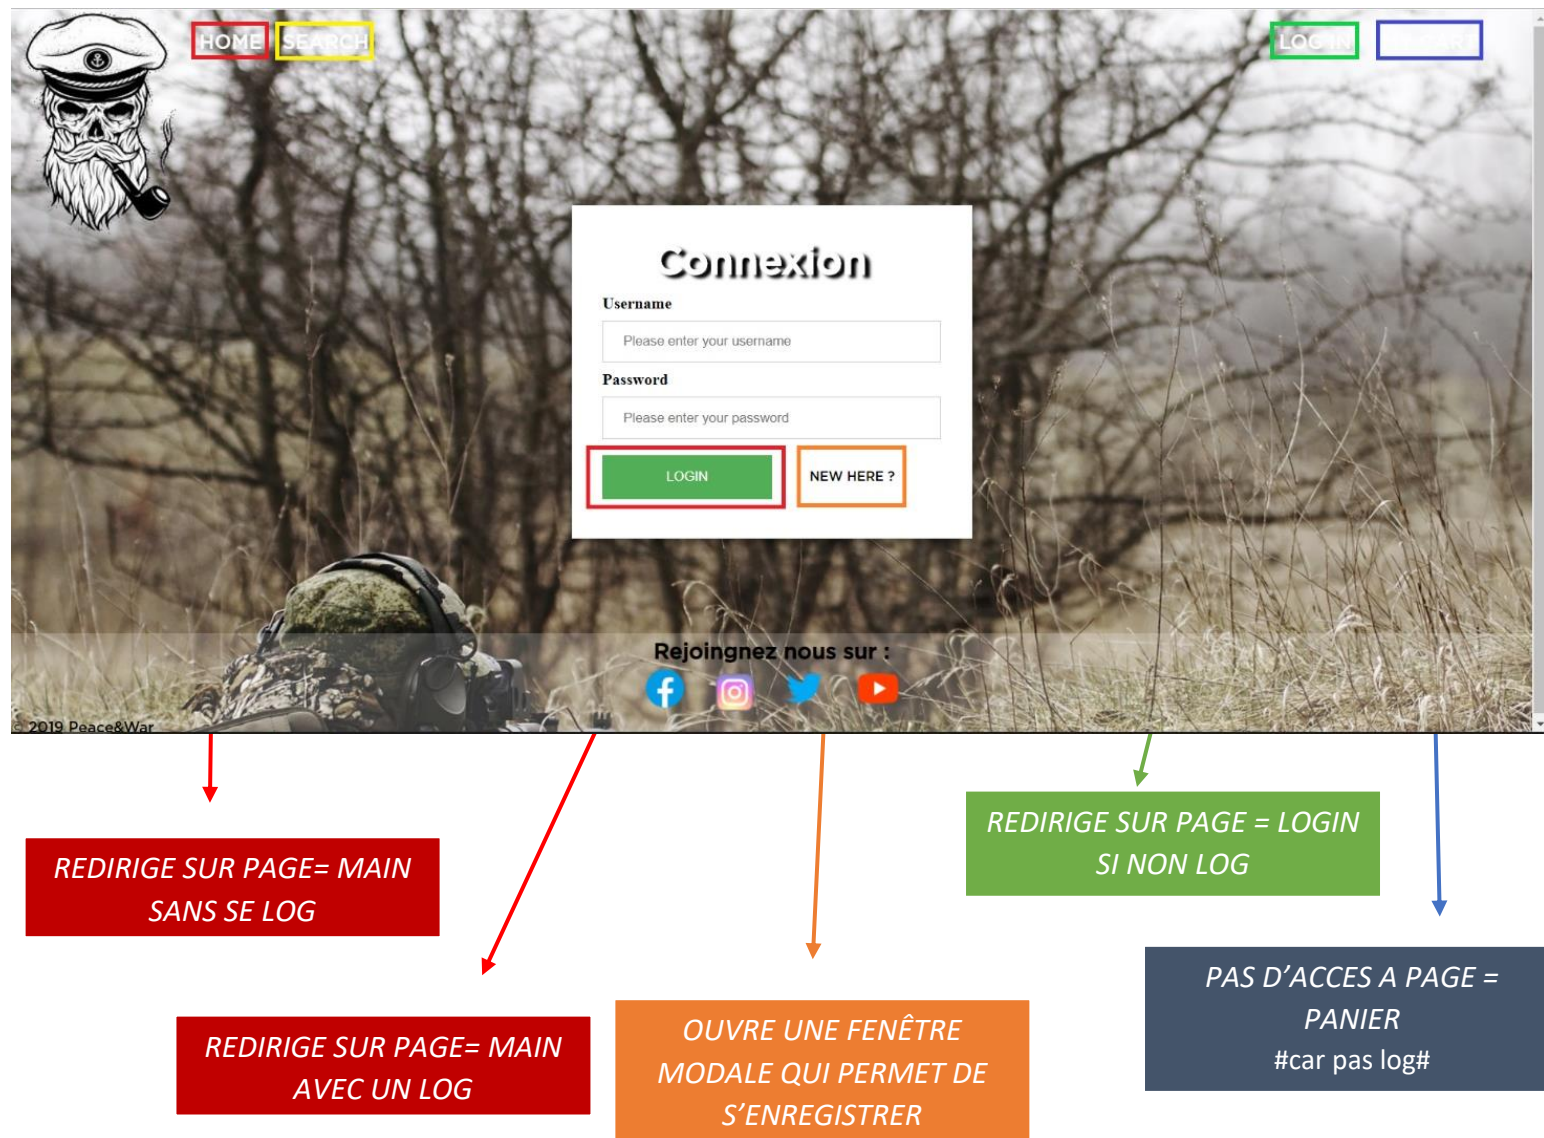 HOME SEARCH LOG IN
Connexion
Username
Please enter your username
Password
Please enter your password
LOGIN NEW HERE ?
Rejoingnez nous sur :
© 2019 Peace&War
REDIRIGE SUR PAGE = LOGIN
SI NON LOG
REDIRIGE SUR PAGE= MAIN
SANS SE LOG
PAS D’ACCES A PAGE =
PANIER
#car pas log#
REDIRIGE SUR PAGE= MAIN
AVEC UN LOG
OUVRE UNE FENÊTRE
MODALE QUI PERMET DE
S’ENREGISTRER